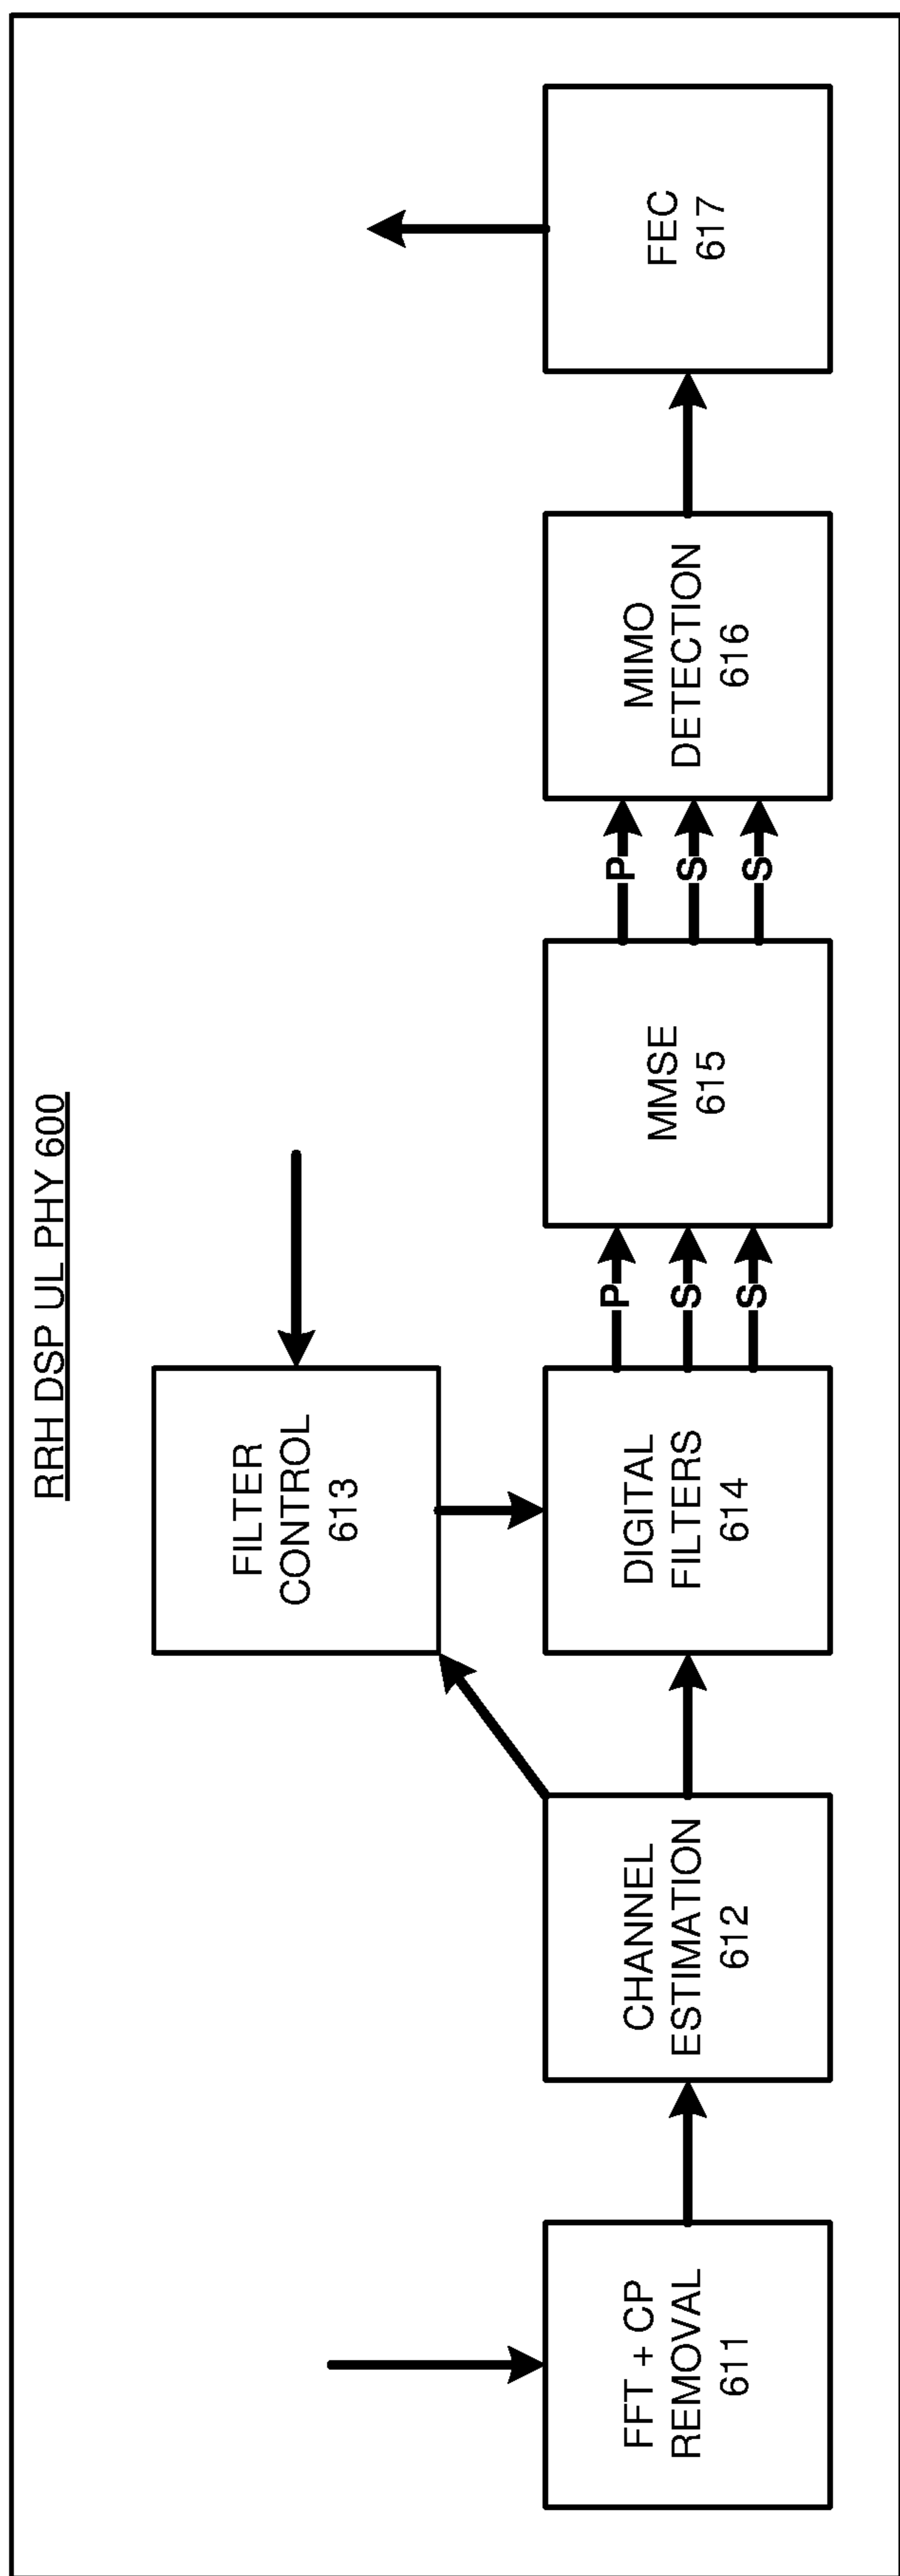 RRH DSP UL PHY 600
FILTER
CONTROL
613
FFT + CP
REMOVAL
611
CHANNEL
ESTIMATION
612
DIGITAL
FILTERS
614
P
S
S
MMSE
615
P
S
S
MIMO
DETECTION
616
FEC
617